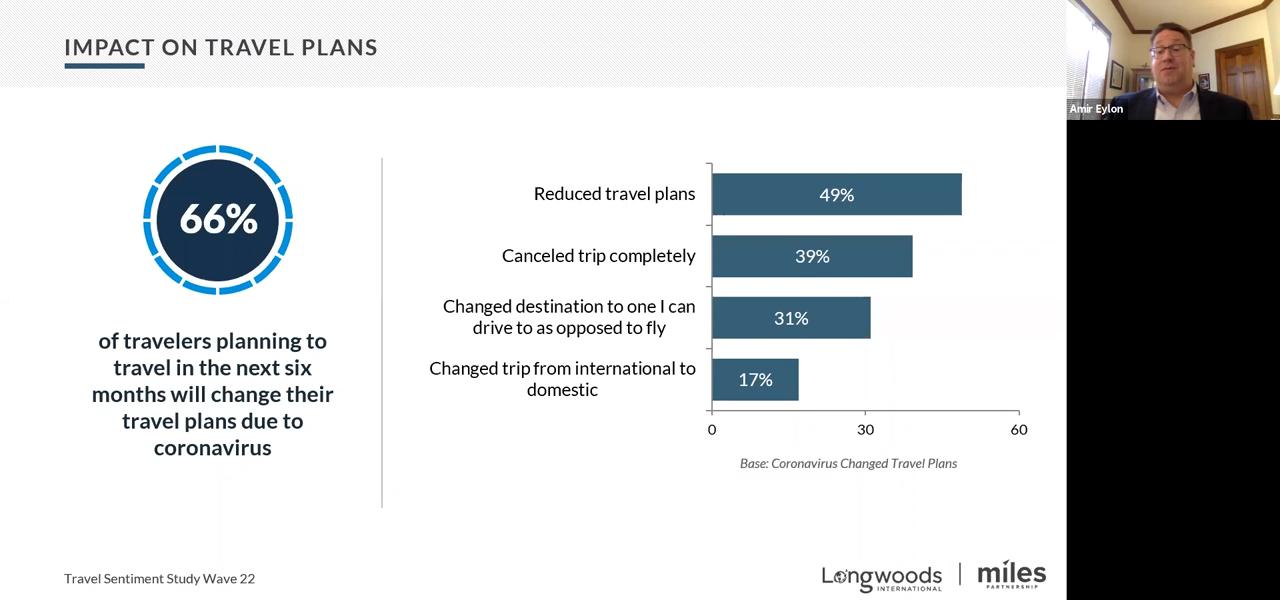 IMPACT ON TRAVEL PLANS
66%
of travelers planning to
travel in the next six
months will change their
travel plans due to
coronavirus
Reduced travel plans
49%
Canceled trip completely
39%
Changed destination to one I can
drive to as opposed to fly
31%
Changed trip from international to
domestic
17%
0 30 60
Base: Coronavirus Changed Travel Plans
Travel Sentiment Study Wave 22
Longwoods
INTERNATIONAL
miles
PARTNERSHIP
Amir Eylon